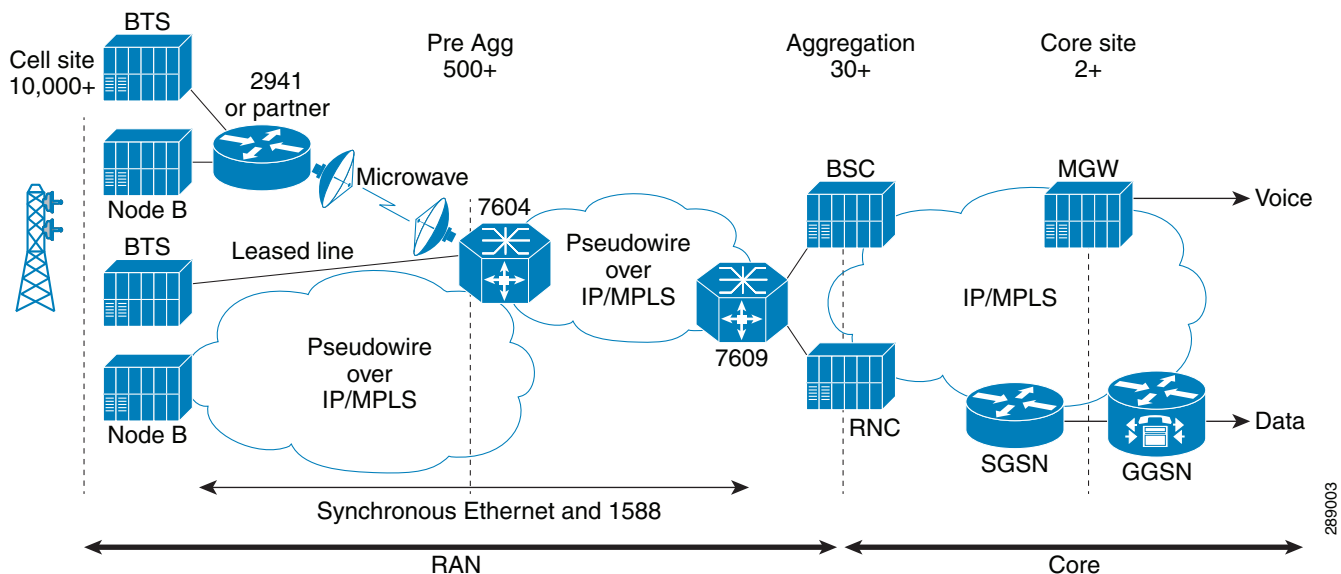 BTS
Cell site
10,000+
Pre Agg
500+
Aggregation
30+
Core site
2+
2941
or partner
Node B
Microwave
7604
BSC
MGW
Voice
BTS
Leased line
Pseudowire
over
IP/MPLS
IP/MPLS
7609
Pseudowire
over
IP/MPLS
Node B
RNC
SGSN
GGSN
Data
Synchronous Ethernet and 1588
RAN
Core
289003